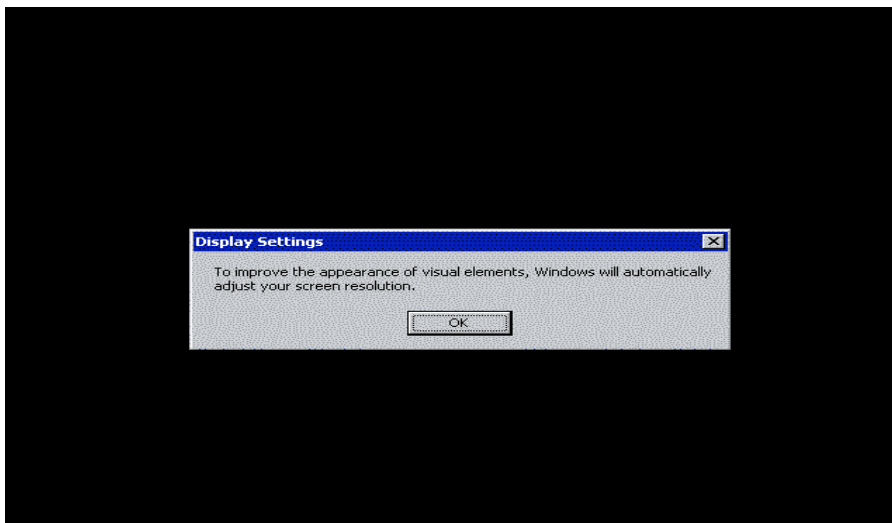 Display Settings
To improve the appearance of visual elements, Windows will automatically
adjust your screen resolution.
OK